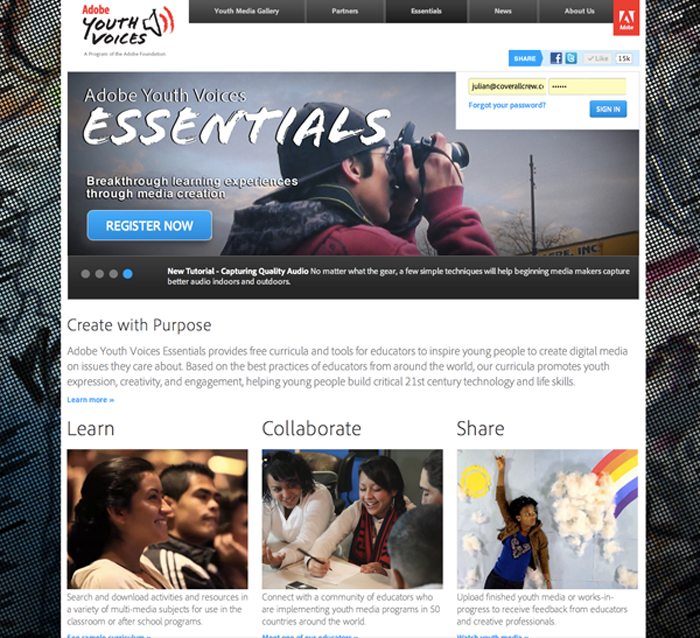 Adobe
YOUTH
VOICES
A Program of the Adobe Foundation
Youth Media Gallery
Partners
Essentials
News
About Us
Adobe
SHARE
Like
15k
Adobe Youth Voices
ESSENTIALS
julian@coverallcrew.c
Forgot your password?
SIGN IN
Breakthrough learning experiences
through media creation
REGISTER NOW
New Tutorial - Capturing Quality Audio No matter what the gear, a few simple techniques will help beginning media makers capture
better audio indoors and outdoors.
Create with Purpose
Adobe Youth Voices Essentials provides free curricula and tools for educators to inspire young people to create digital media
on issues they care about. Based on the best practices of educators from around the world, our curricula promotes youth
expression, creativity, and engagement, helping young people build critical 21st century technology and life skills.
Learn more »
Learn
Collaborate
Share
Search and download activities and resources in
a variety of multi-media subjects for use in the
classroom or after school programs.
See sample curriculum »
Connect with a community of educators who
are implementing youth media programs in 50
countries around the world.
Meet one of our educators »
Upload finished youth media or works-in-
progress to receive feedback from educators
and creative professionals.
Watch youth media »